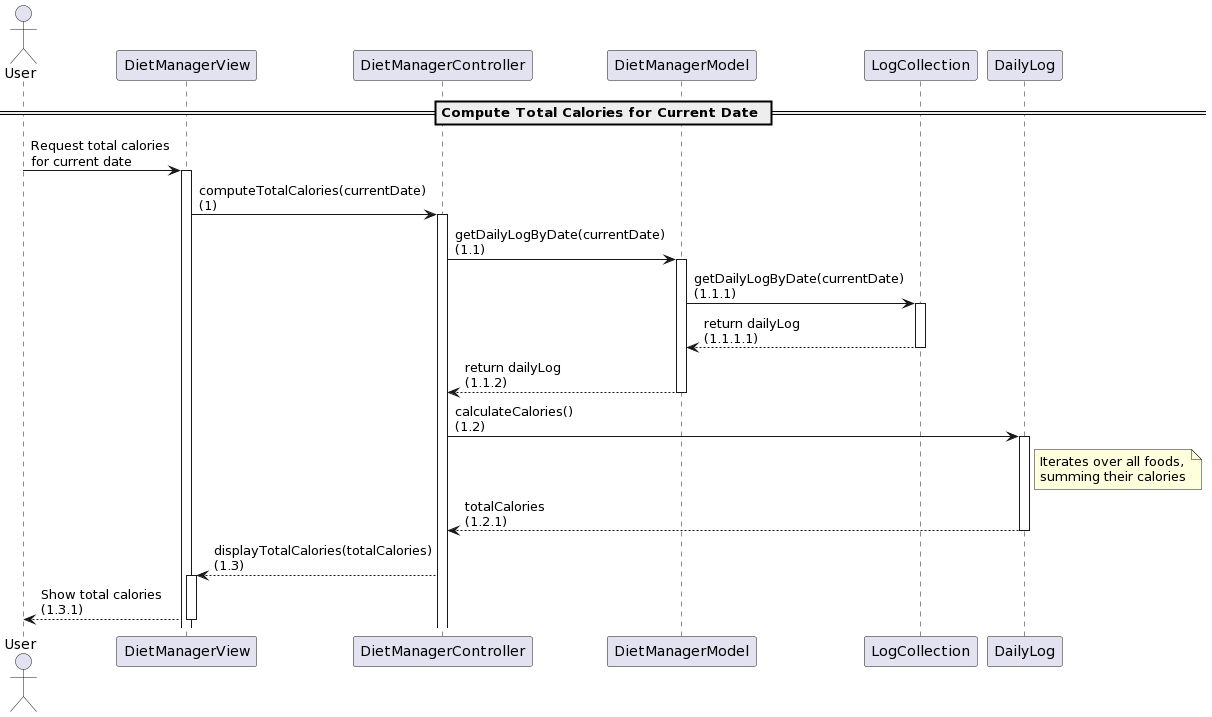 User
DietManagerView
DietManagerController
DietManagerModel
LogCollection
DailyLog
Compute Total Calories for Current Date
Request total calories
for current date
computeTotalCalories(currentDate)
(1)
getDailyLogByDate(currentDate)
(1.1)
getDailyLogByDate(currentDate)
(1.1.1)
return dailyLog
(1.1.1.1)
return dailyLog
(1.1.2)
calculateCalories()
(1.2)
Iterates over all foods,
summing their calories
totalCalories
(1.2.1)
displayTotalCalories(totalCalories)
(1.3)
Show total calories
(1.3.1)
User
DietManagerView
DietManagerController
DietManagerModel
LogCollection
DailyLog